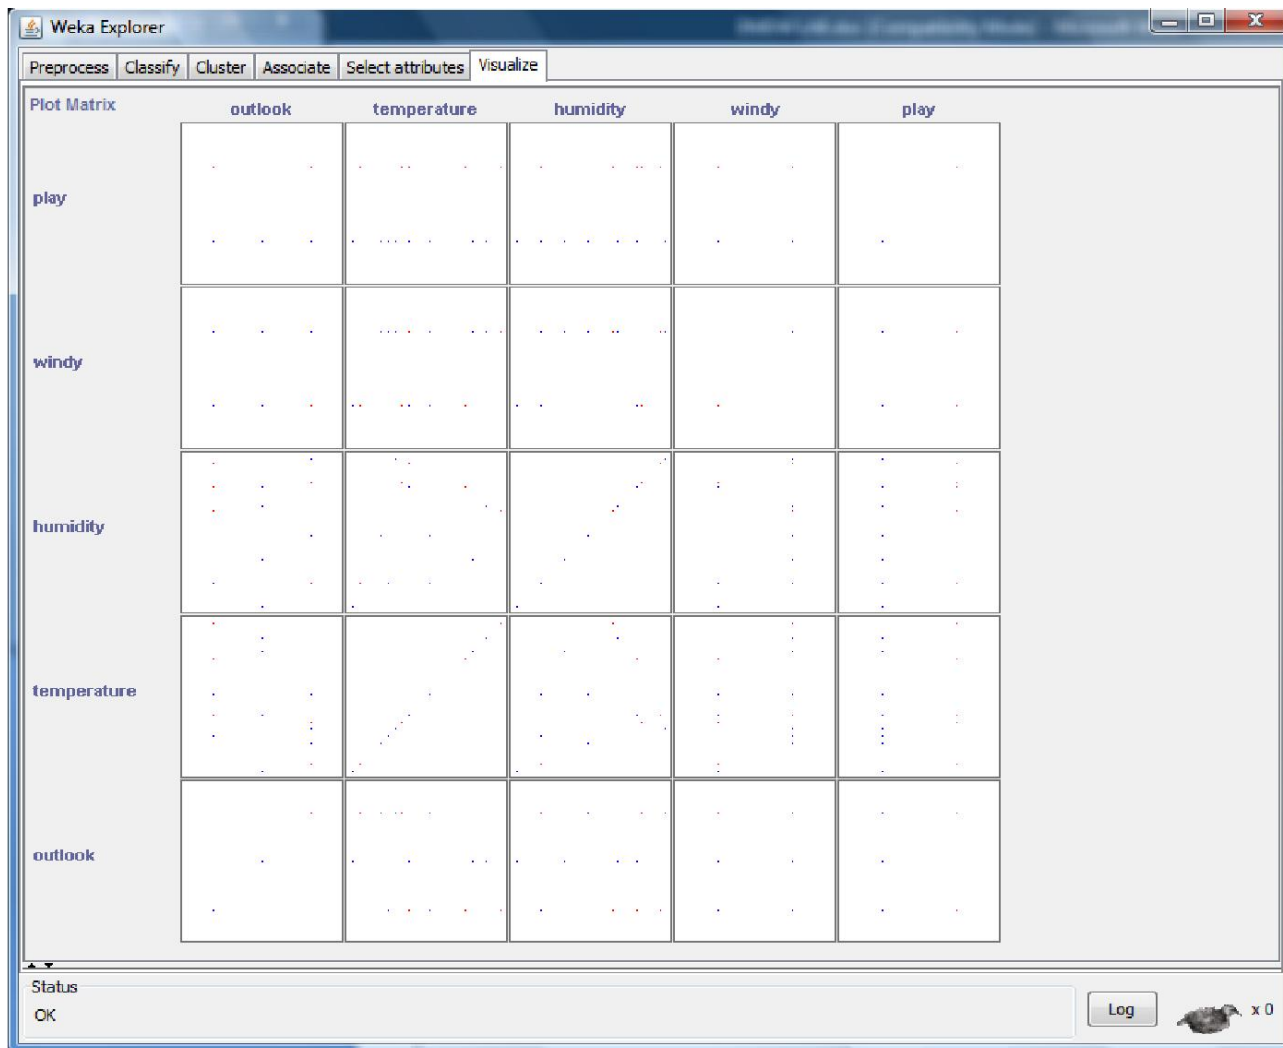 Weka Explorer
Preprocess Classify Cluster Associate Select attributes Visualize
Plot Matrix outlook temperature humidity windy play
play
windy
humidity
temperature
outlook
Status
OK
Log x 0